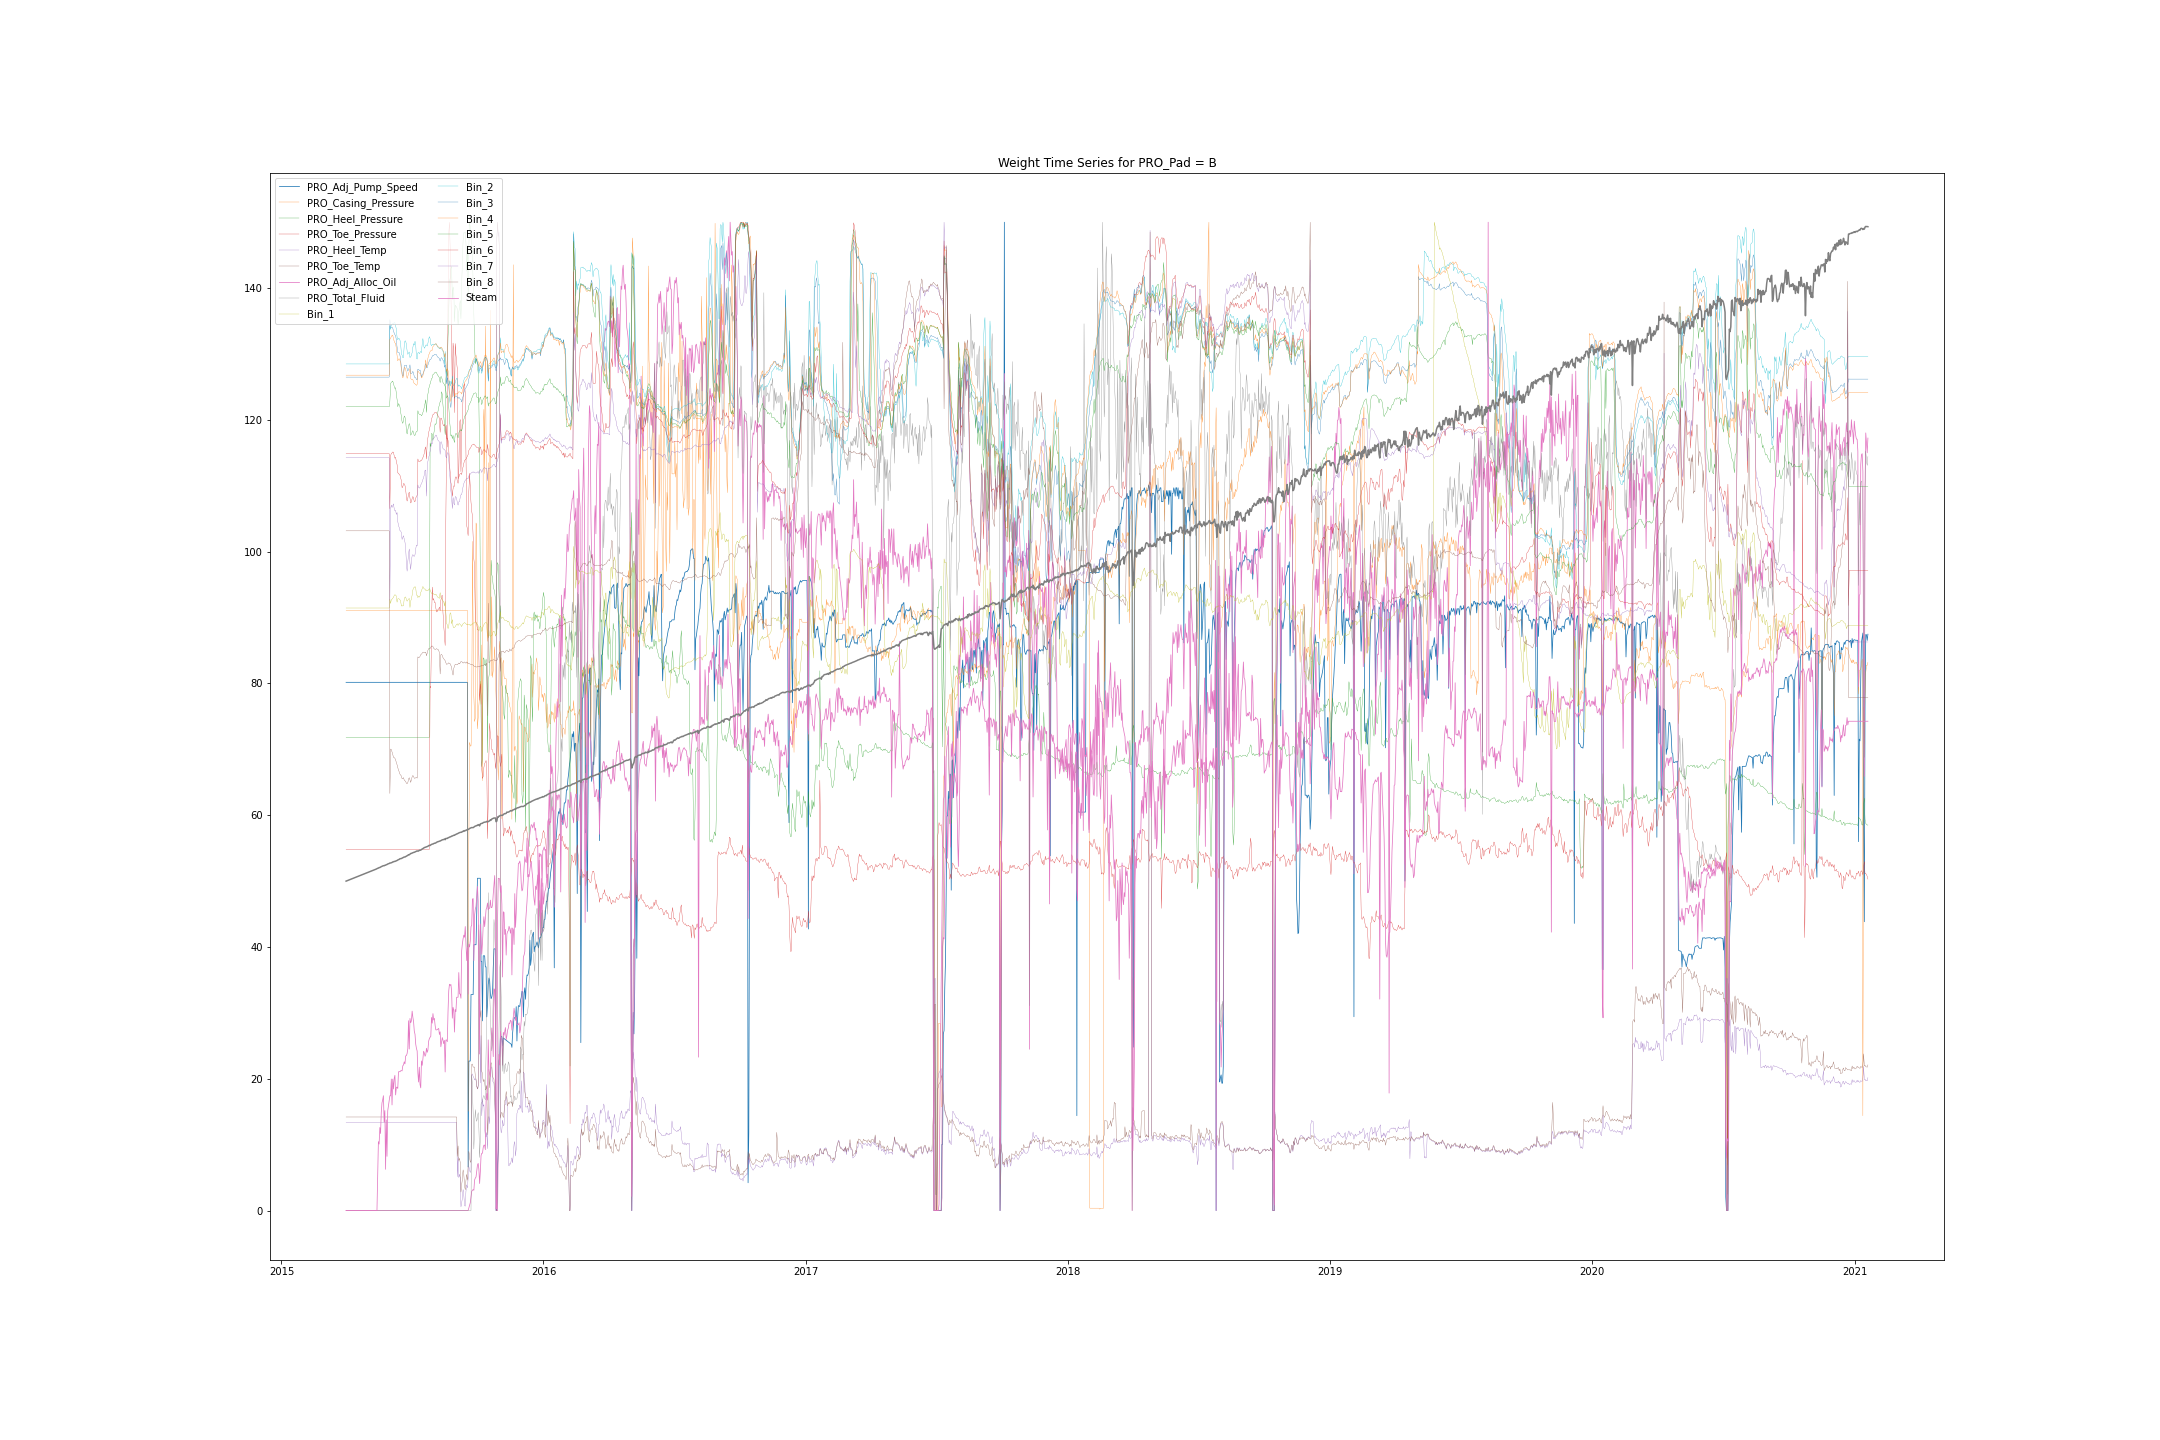 Weight Time Series for PRO_Pad = B
PRO_Adj_Pump_Speed
PRO_Casing_Pressure
PRO_Heel_Pressure
PRO_Toe_Pressure
PRO_Heel_Temp
PRO_Toe_Temp
PRO_Adj_Alloc_Oil
PRO_Total_Fluid
Bin_1
Bin_2
Bin_3
Bin_4
Bin_5
Bin_6
Bin_7
Bin_8
Steam
140
120
100
80
60
40
20
0
2015 2016 2017 2018 2019 2020 2021